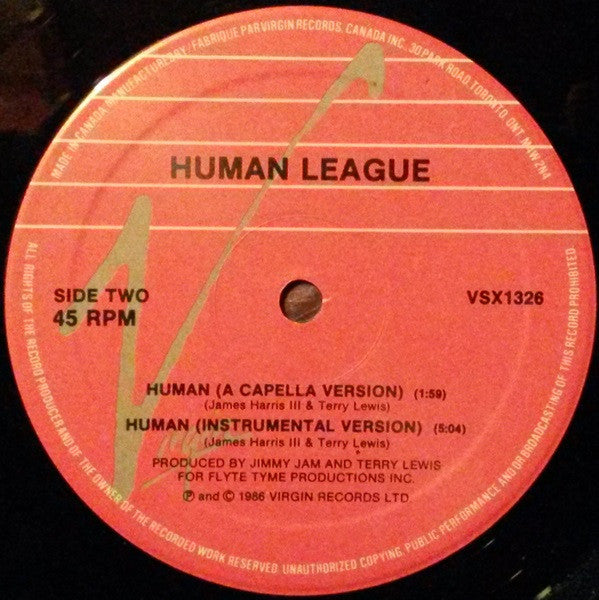 MADE IN CANADA MANUFACTURED BY / FABRIQUE PAR VIRGIN RECORDS, CANADA INC., 30 PARK ROAD, TORONTO, ONT. M4W 2N4
HUMAN LEAGUE
SIDE TWO
45 RPM
VSX1326
HUMAN (A CAPELLA VERSION) (1:59)
(James Harris III & Terry Lewis)
HUMAN (INSTRUMENTAL VERSION) (5:04)
(James Harris III & Terry Lewis)
PRODUCED BY JIMMY JAM AND TERRY LEWIS
FOR FLYTE TYME PRODUCTIONS INC.
℗ and © 1986 VIRGIN RECORDS LTD.
ALL RIGHTS OF THE RECORD PRODUCER AND OF THE OWNER OF THE RECORDED WORK RESERVED. UNAUTHORIZED COPYING, PUBLIC PERFORMANCE AND/OR BROADCASTING OF THIS RECORD PROHIBITED.